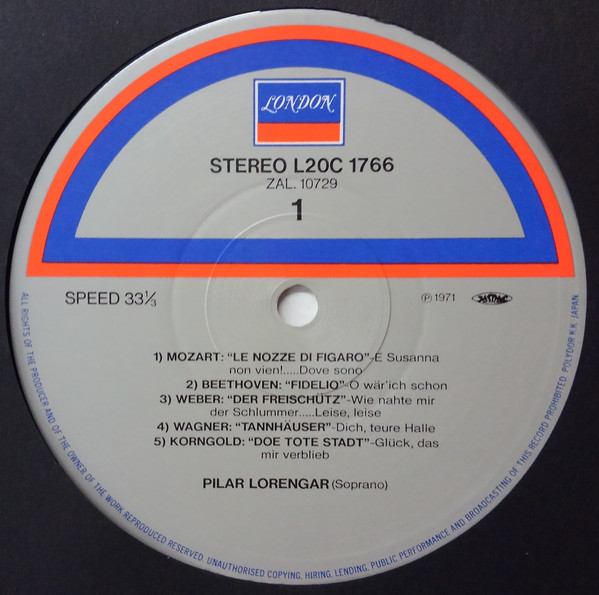 LONDON
STEREO L20C 1766
ZAL. 10729
1
SPEED 33⅓
Ⓟ 1971 JASRAC
1) MOZART: “LE NOZZE DI FIGARO”-E Susanna
non vien!.....Dove sono
2) BEETHOVEN: “FIDELIO”-O wär'ich schon
3) WEBER: “DER FREISCHÜTZ”-Wie nahte mir
der Schlummer.....Leise, leise
4) WAGNER: “TANNHÄUSER”-Dich, teure Halle
5) KORNGOLD: “DOE TOTE STADT”-Glück, das
mir verblieb
PILAR LORENGAR (Soprano)
ALL RIGHTS OF THE PRODUCER AND OF THE OWNER OF THE WORK REPRODUCED RESERVED. UNAUTHORISED COPYING, HIRING, LENDING, PUBLIC PERFORMANCE AND BROADCASTING OF THIS RECORD PROHIBITED. POLYDOR K.K. JAPAN.